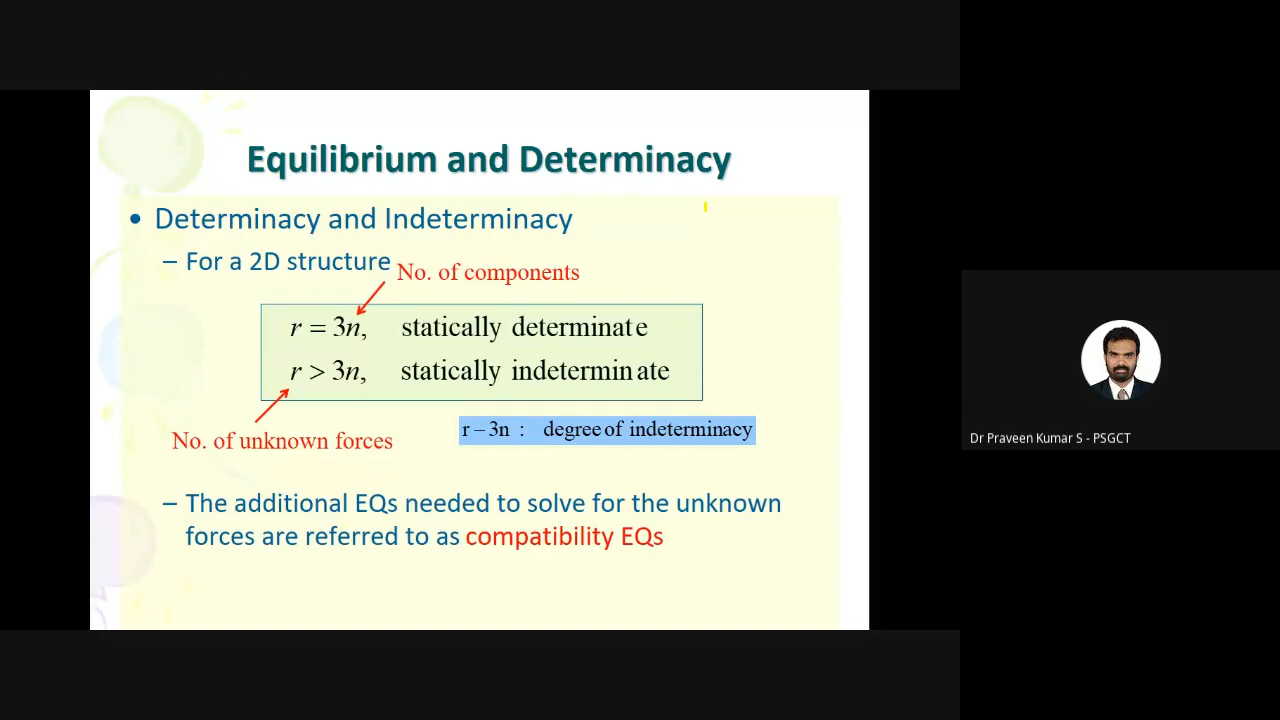 Equilibrium and Determinacy
• Determinacy and Indeterminacy
– For a 2D structure
No. of components
r = 3n, statically determinate
r > 3n, statically indeterminate
No. of unknown forces
r – 3n : degree of indeterminacy
– The additional EQs needed to solve for the unknown
forces are referred to as compatibility EQs
Dr Praveen Kumar S - PSGCT